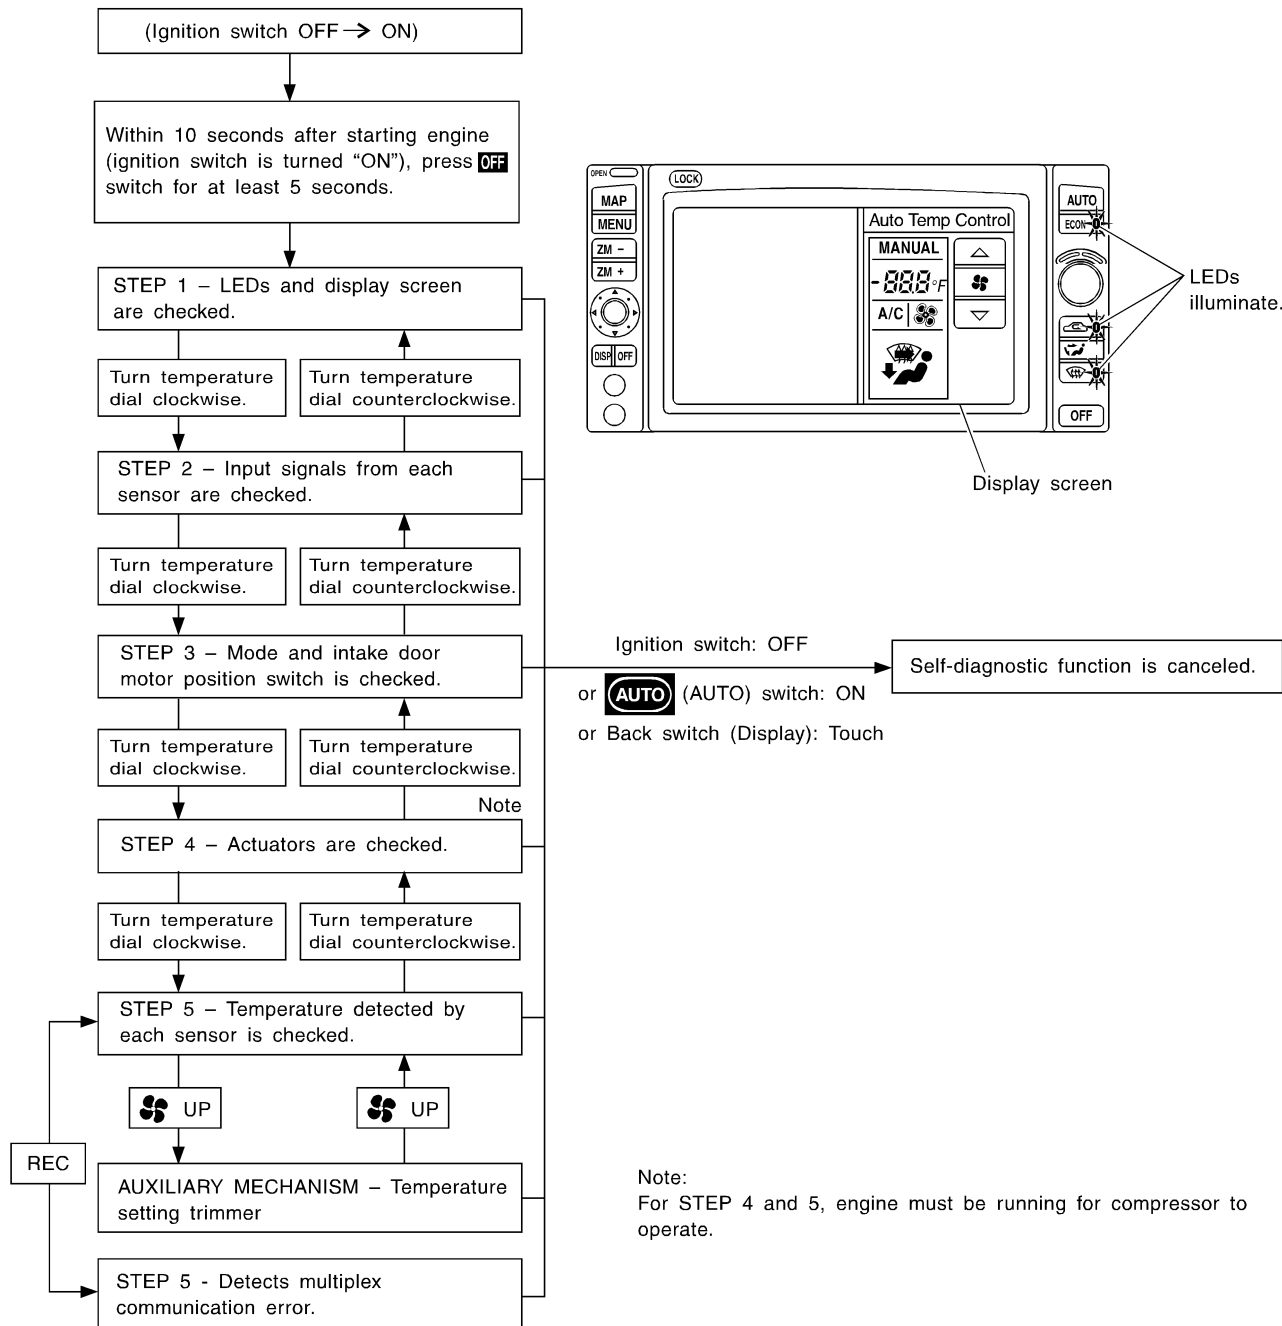 (Ignition switch OFF → ON)
Within 10 seconds after starting engine
(ignition switch is turned “ON”), press OFF
switch for at least 5 seconds.
STEP 1 – LEDs and display screen
are checked.
Turn temperature
dial clockwise.
Turn temperature
dial counterclockwise.
STEP 2 – Input signals from each
sensor are checked.
Turn temperature
dial clockwise.
Turn temperature
dial counterclockwise.
STEP 3 – Mode and intake door
motor position switch is checked.
Turn temperature
dial clockwise.
Turn temperature
dial counterclockwise.
Note
STEP 4 – Actuators are checked.
Turn temperature
dial clockwise.
Turn temperature
dial counterclockwise.
STEP 5 – Temperature detected by
each sensor is checked.
UP
UP
REC
AUXILIARY MECHANISM – Temperature
setting trimmer
STEP 5 - Detects multiplex
communication error.
OPEN
LOCK
MAP
MENU
ZM –
ZM +
DISP OFF
Auto Temp Control
MANUAL
-888°F
A/C
AUTO
ECON
OFF
LEDs
illuminate.
Display screen
Ignition switch: OFF
or AUTO (AUTO) switch: ON
or Back switch (Display): Touch
Self-diagnostic function is canceled.
Note:
For STEP 4 and 5, engine must be running for compressor to
operate.